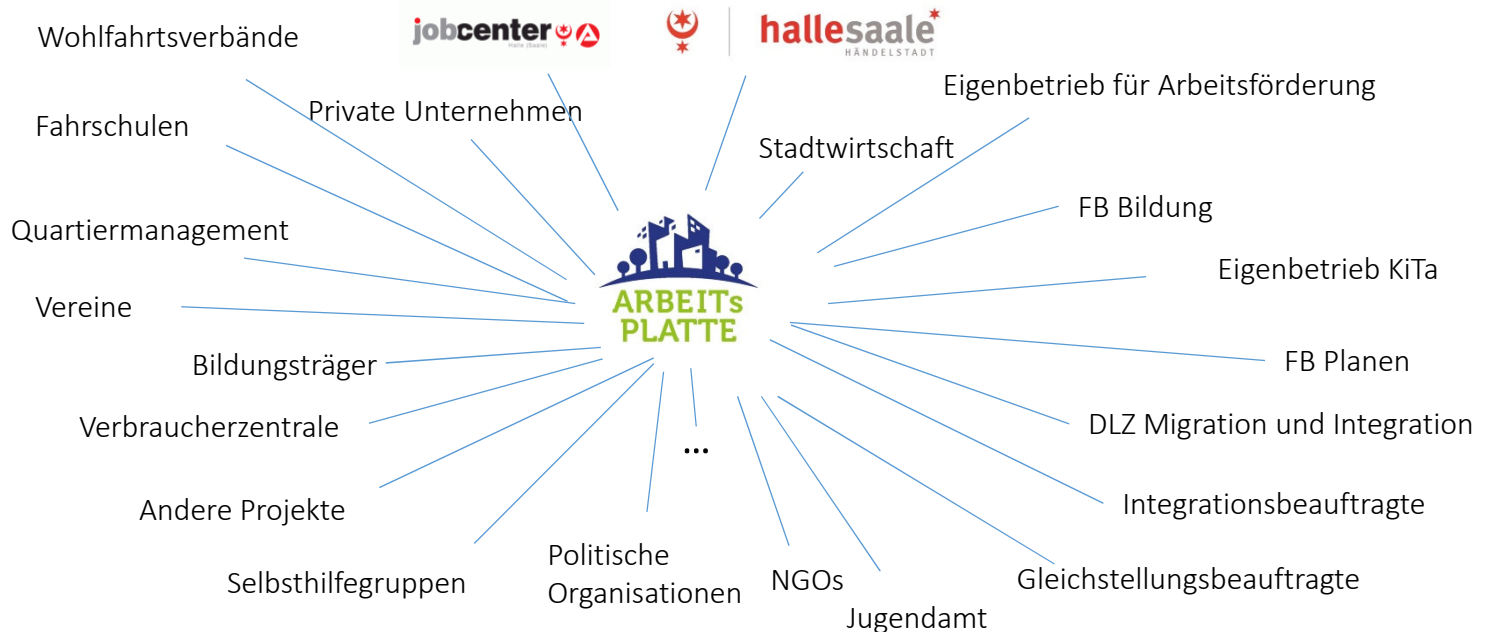 Wohlfahrtsverbände
jobcenter
Halle (Saale)
hallesaale*
HÄNDELSTADT
Eigenbetrieb für Arbeitsförderung
Private Unternehmen
Fahrschulen
Stadtwirtschaft
FB Bildung
Quartiermanagement
Eigenbetrieb KiTa
Vereine
ARBEITs
PLATTE
Bildungsträger
FB Planen
Verbraucherzentrale
DLZ Migration und Integration
...
Andere Projekte
Integrationsbeauftragte
Selbsthilfegruppen
Politische
Organisationen
NGOs
Gleichstellungsbeauftragte
Jugendamt